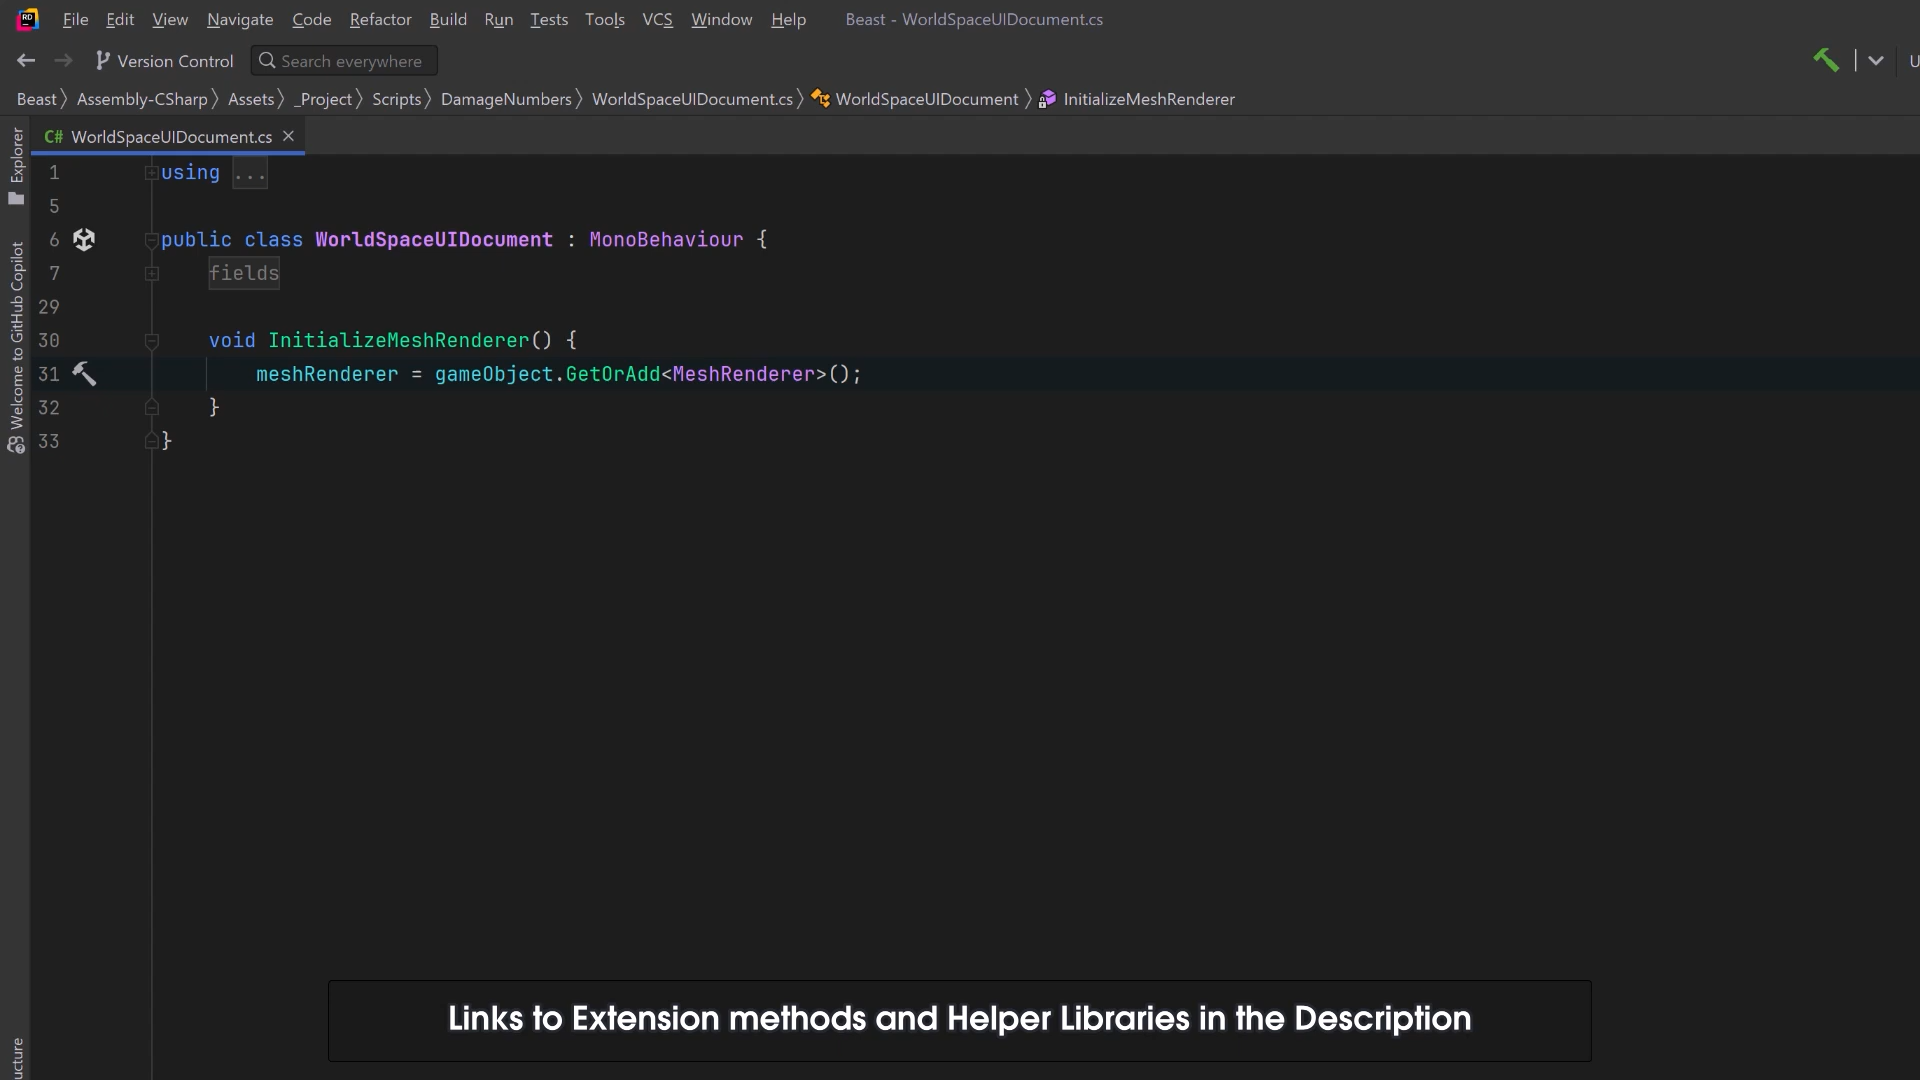 RD File Edit View Navigate Code Refactor Build Run Tests Tools VCS Window Help Beast - WorldSpaceUIDocument.cs
Version Control Search everywhere U
Beast Assembly-CSharp Assets _Project Scripts DamageNumbers WorldSpaceUIDocument.cs WorldSpaceUIDocument InitializeMeshRenderer
C# WorldSpaceUIDocument.cs
Explorer
Welcome to GitHub Copilot
ucture
1 using ...
5
6 public class WorldSpaceUIDocument : MonoBehaviour {
7 fields
29
30 void InitializeMeshRenderer() {
31 meshRenderer = gameObject.GetOrAdd<MeshRenderer>();
32 }
33 }
Links to Extension methods and Helper Libraries in the Description